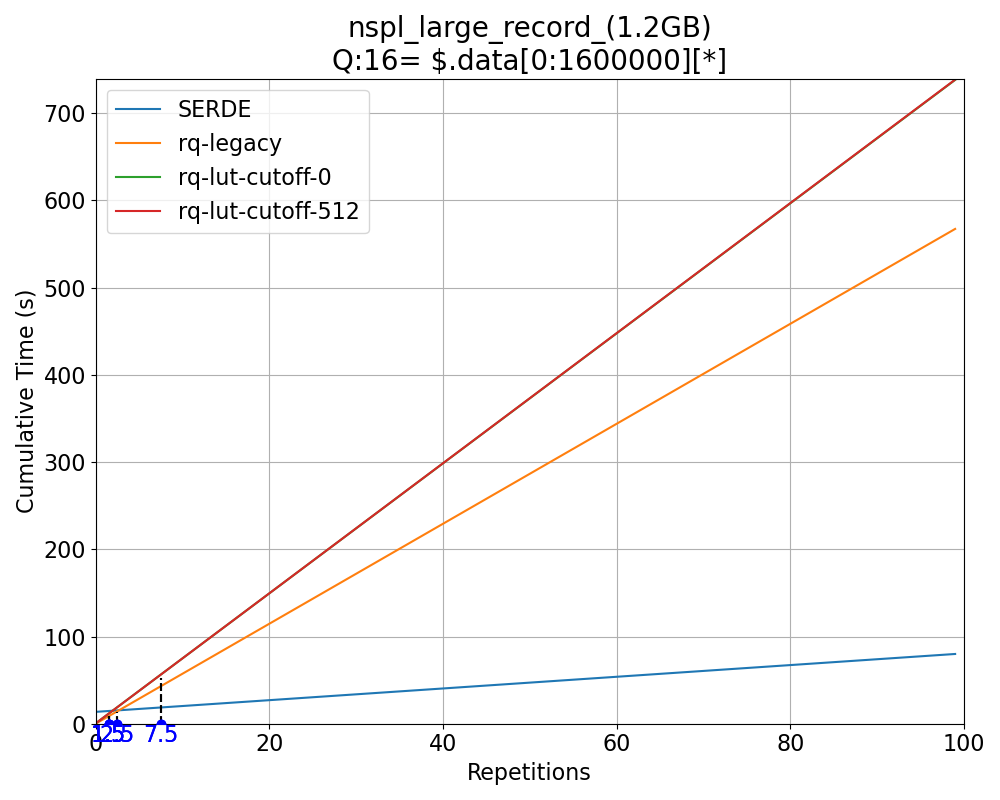 nspl_large_record_(1.2GB)
Q:16= $.data[0:1600000][*]
SERDE
rq-legacy
rq-lut-cutoff-0
rq-lut-cutoff-512
Cumulative Time (s)
700
600
500
400
300
200
100
0
7.5
0
20
40
60
80
100
Repetitions